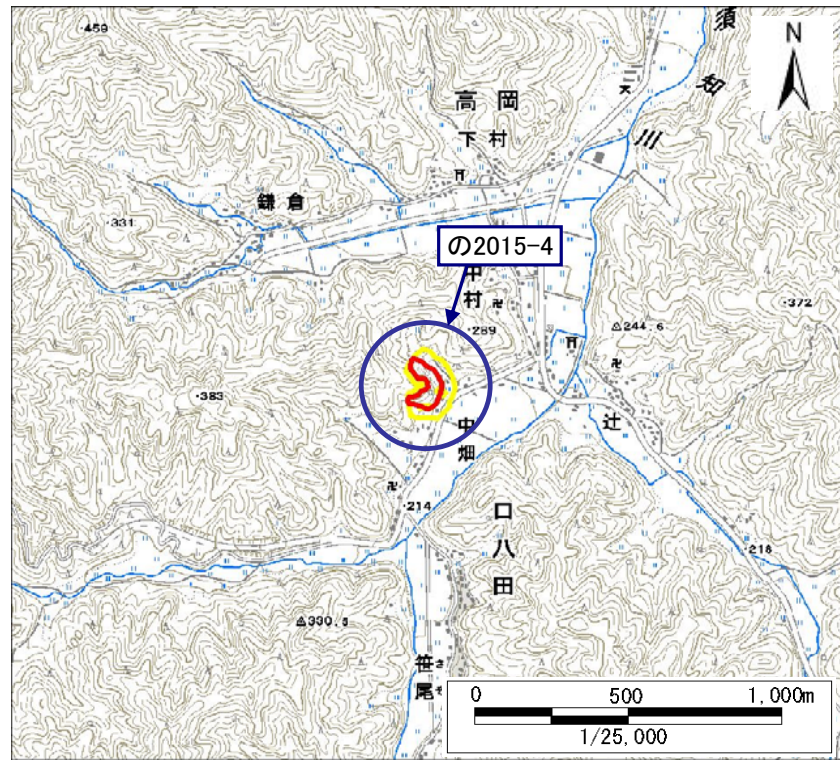 ・459
N
須
知
川
高岡
下村
鎌倉
・331
の2015-4
中村
・372
・289
△244.6
・383
辻
中畑
・214
口八田
・218
△330.5
笹尾
0 500 1,000m
1/25,000